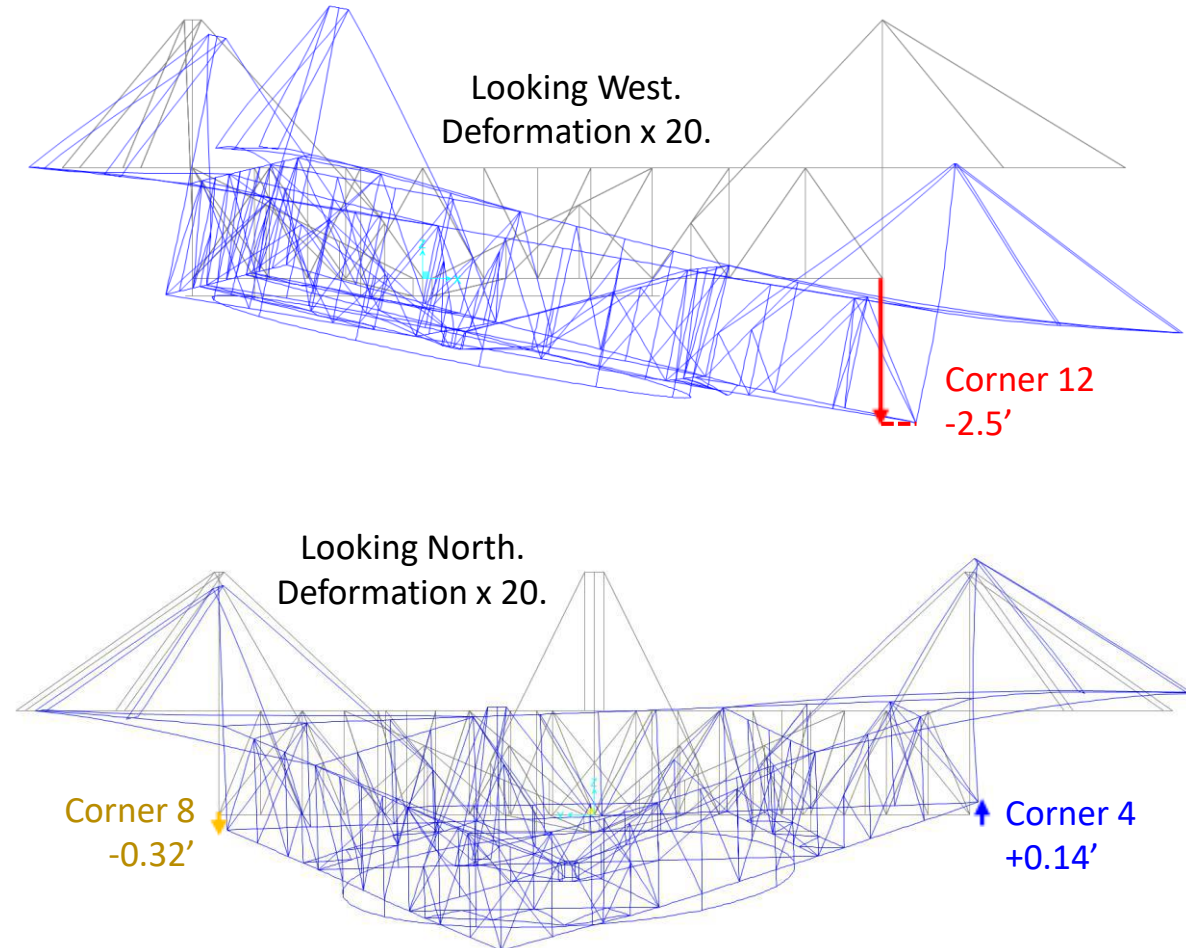 Looking West.
Deformation x 20.
Corner 12
-2.5’
Looking North.
Deformation x 20.
Corner 8
-0.32’
Corner 4
+0.14’